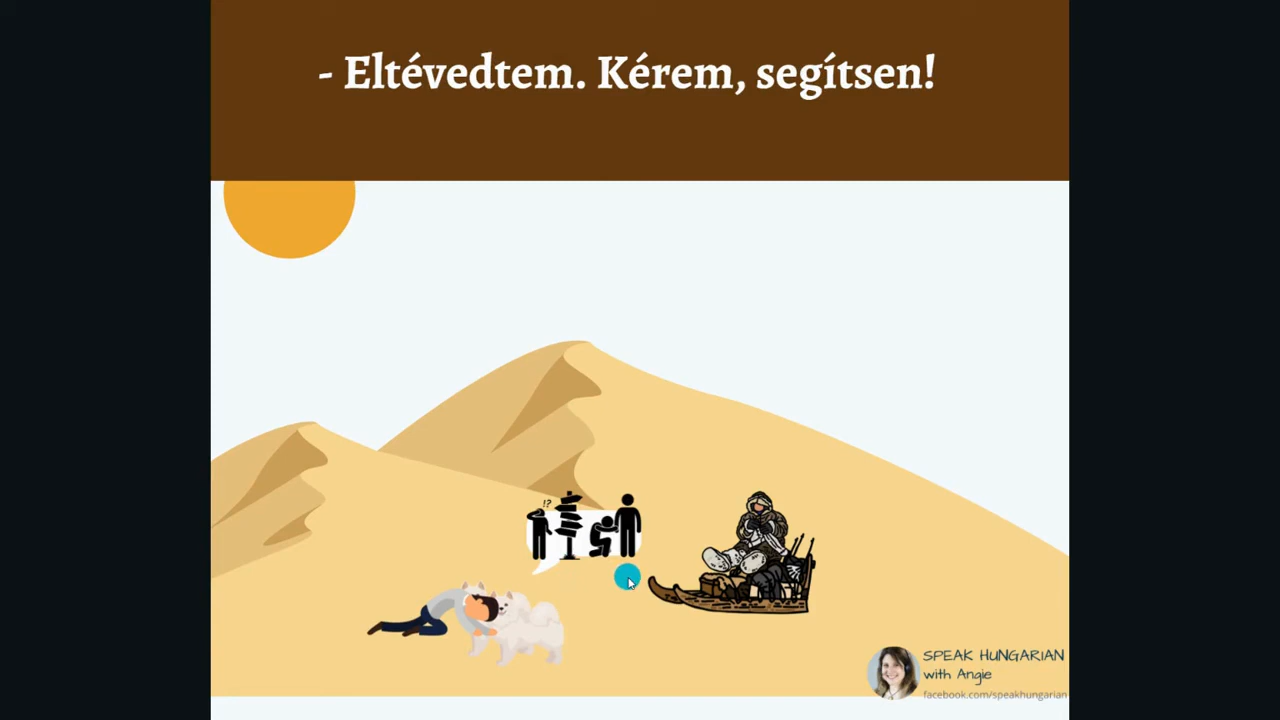 - Eltévedtem. Kérem, segítsen!
!?
SPEAK HUNGARIAN
with Angie
facebook.com/speakhungarian